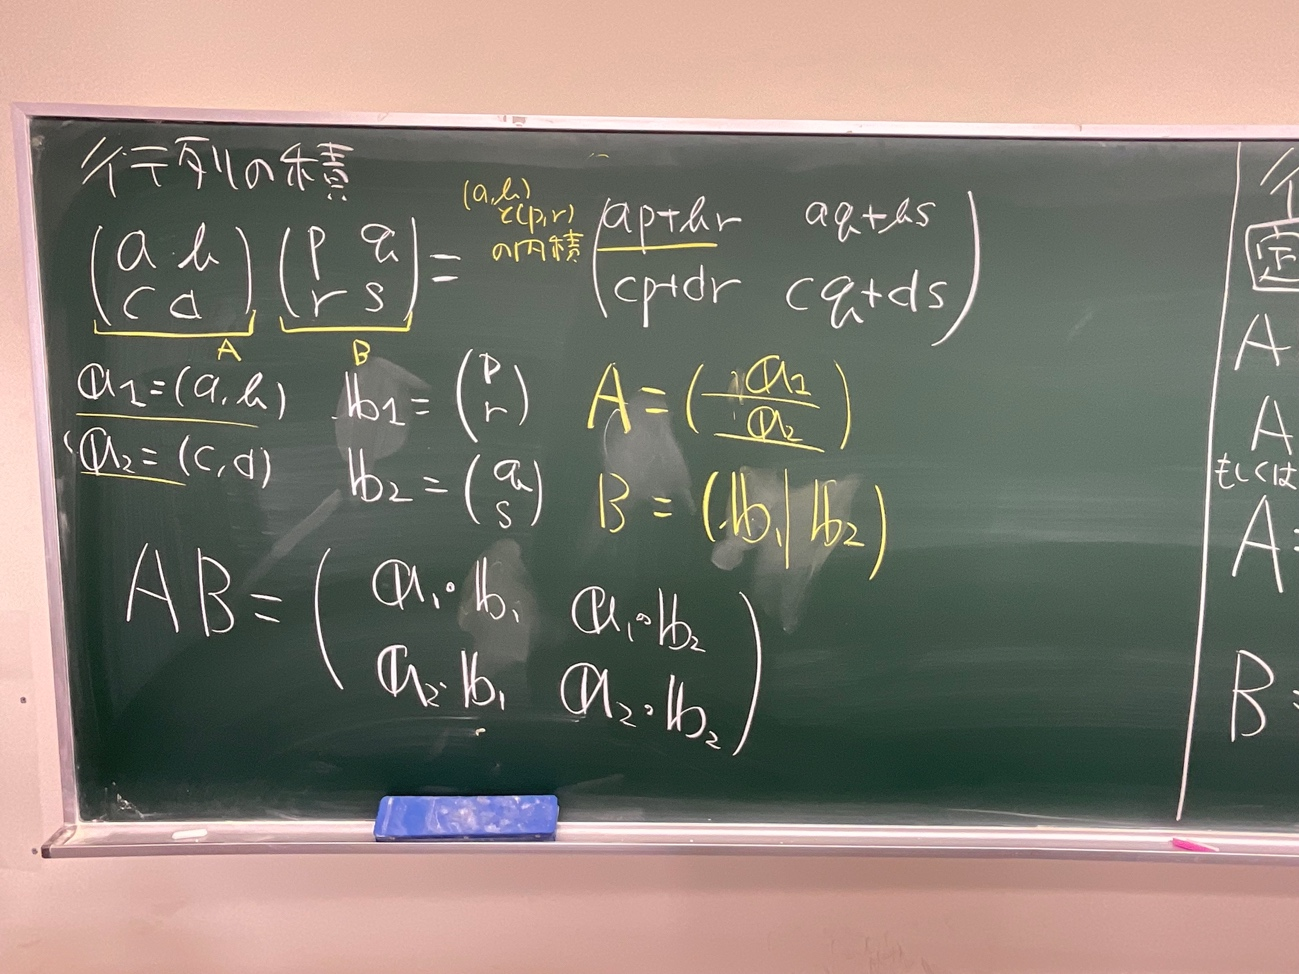 行列の積
(a b
c d) (p q
r s) =
(a,b)
と(p,r)
の内積
(ap+br aq+bs
cp+dr cq+ds)
A B
𝕒1=(a,b) 𝕓1=(p
r) A=(𝕒1
𝕒2)
𝕒2=(c,d) 𝕓2=(q
s) B=(𝕓1|𝕓2)
AB=(𝕒1・𝕓1 𝕒1・𝕓2
𝕒2・𝕓1 𝕒2・𝕓2)
定
A
A
もしくは
A=
B=